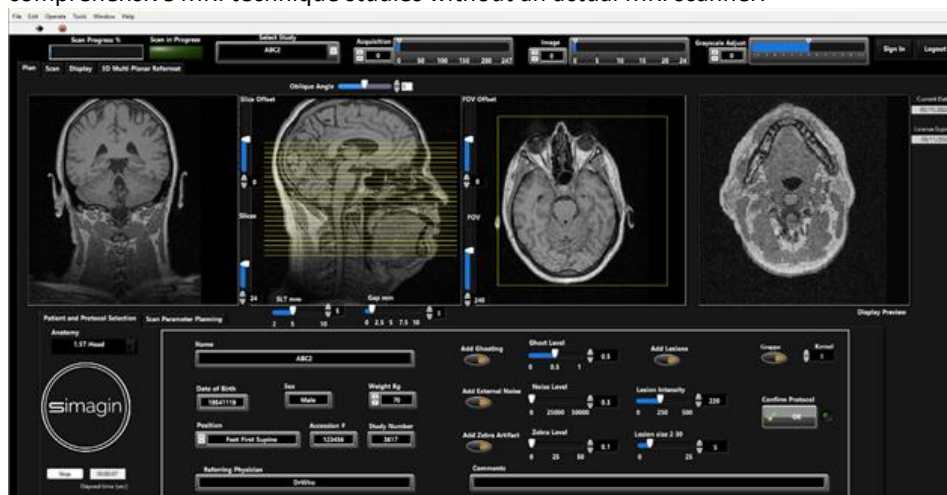 comprehensive MRI technique studies without an actual MRI scanner.
File Edit Operate Tools Window Help
Scan Progress % Scan in Progress Select Study Acquisition Image Grayscale Adjust
ABC2 0 0 0 Sign In Logout
0 50 100 150 200 247 0 5 10 15 20 24
Plan Scan Display 3D Multi-Planar Reformat
Oblique Angle
Slice Offset FOV Offset
Current Date
0 0
Slices FOV
24 240
SLT mm Gap mm
5 5
2 5 10 0 2.5 5 7.5 10
Display Preview
Patient and Protocol Selection Scan Parameter Planning
Anatomy
1.5T Head
Simagin
Stop 00:00:07
Elapsed time (sec)
Name
ABC2
Date of Birth Sex Weight Kg
19541119 Male 70
Position Accession # Study Number
Feet First Supine 123456 3617
Referring Physician
DrWho
Add Ghosting Ghost Level Add Lesions Grappa Kernel
0.5
0 0.5 1
Add External Noise Noise Level Lesion Intensity Confirm Protocol
0.3 220 OK
0 25000 50000 0 250 500
Add Zebra Artifact Zebra Level Lesion size 2-30
0.1 5
0 25 50 0 25
Comments